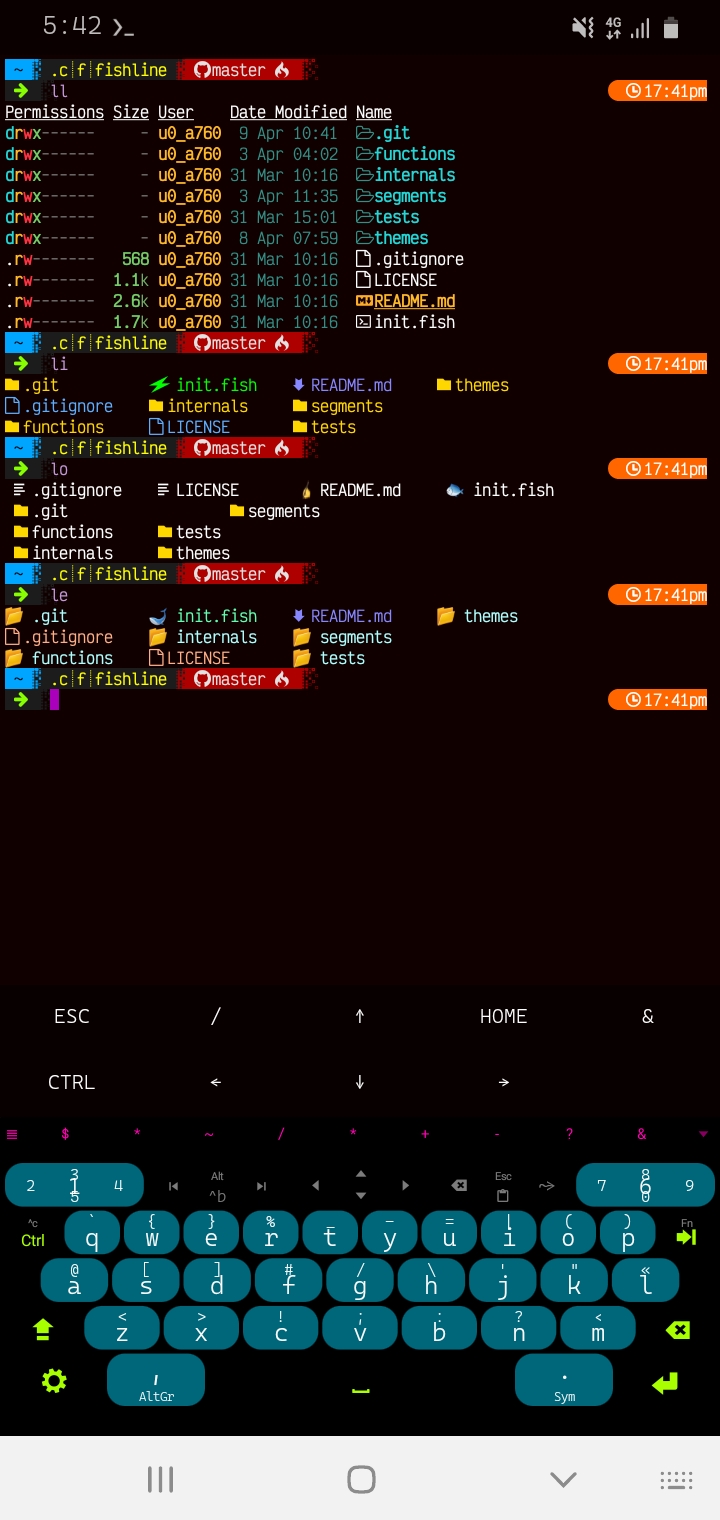 5:42 4G
~ .c f fishline master
ll 17:41pm
Permissions Size User Date Modified Name
drwx------ - u0_a760 9 Apr 10:41 .git
drwx------ - u0_a760 3 Apr 04:02 functions
drwx------ - u0_a760 31 Mar 10:16 internals
drwx------ - u0_a760 3 Apr 11:35 segments
drwx------ - u0_a760 31 Mar 15:01 tests
drwx------ - u0_a760 8 Apr 07:59 themes
.rw------- 568 u0_a760 31 Mar 10:16 .gitignore
.rw------- 1.1k u0_a760 31 Mar 10:16 LICENSE
.rw------- 2.6k u0_a760 31 Mar 10:16 README.md
.rw------- 1.7k u0_a760 31 Mar 10:16 init.fish
~ .c f fishline master
li 17:41pm
.git init.fish README.md themes
.gitignore internals segments
functions LICENSE tests
~ .c f fishline master
lo 17:41pm
.gitignore LICENSE README.md init.fish
.git segments
functions tests
internals themes
~ .c f fishline master
le 17:41pm
.git init.fish README.md themes
.gitignore internals segments
functions LICENSE tests
~ .c f fishline master
17:41pm
ESC / ↑ HOME &
CTRL ← ↓ →
$ * ~ / * + - ? &
3 Alt Esc 8
2 1 4 ^b 7 6 9
5 0
^c ` { } % _ − = | ( ) Fn
Ctrl q w e r t y u i o p
@ [ ] # / \ ' " «
a s d f g h j k l
< > ! ; : ? <
z x c v b n m
, .
AltGr Sym